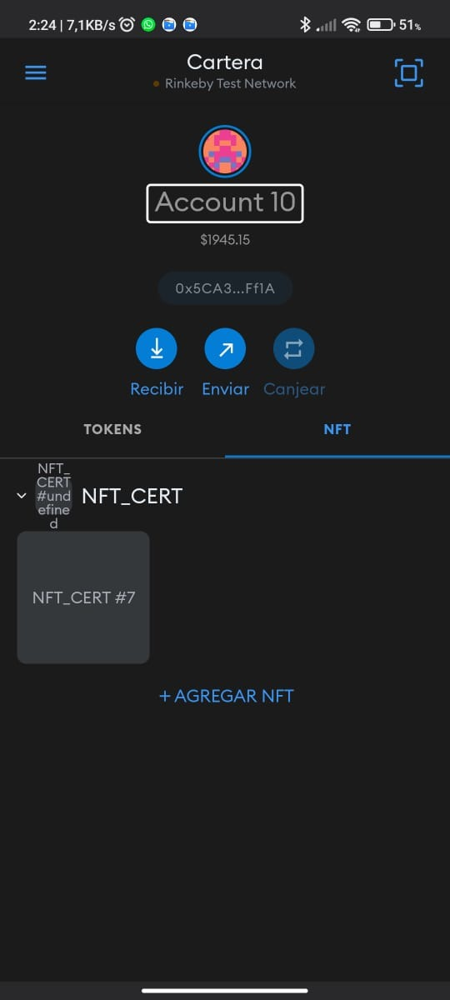 2:24 | 7,1KB/s 51%
Cartera
Rinkeby Test Network
Account 10
$1945.15
0x5CA3...Ff1A
Recibir Enviar Canjear
TOKENS NFT
NFT_
CERT
#und
efine
d
NFT_CERT
NFT_CERT #7
+ AGREGAR NFT